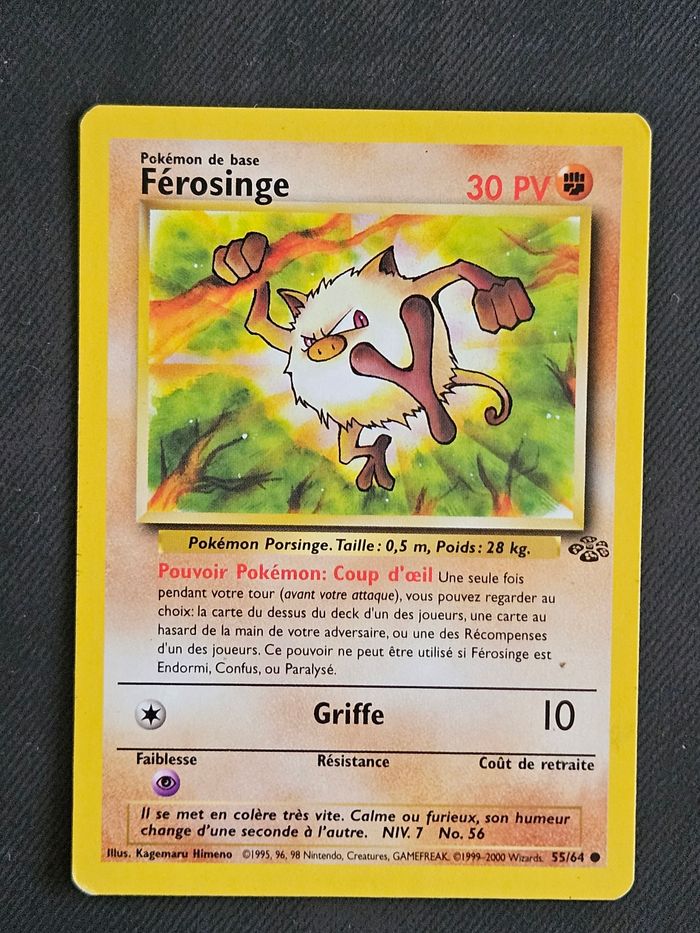 Pokémon de base
Férosinge
30 PV
Pokémon Porsinge. Taille: 0,5 m, Poids: 28 kg.
Pouvoir Pokémon: Coup d'œil Une seule fois
pendant votre tour (avant votre attaque), vous pouvez regarder au
choix: la carte du dessus du deck d'un des joueurs, une carte au
hasard de la main de votre adversaire, ou une des Récompenses
d'un des joueurs. Ce pouvoir ne peut être utilisé si Férosinge est
Endormi, Confus, ou Paralysé.
Griffe 10
Faiblesse Résistance Coût de retraite
Il se met en colère très vite. Calme ou furieux, son humeur
change d'une seconde à l'autre. NIV. 7 No. 56
Illus. Kagemaru Himeno ©1995, 96, 98 Nintendo, Creatures, GAMEFREAK. ©1999-2000 Wizards. 55/64